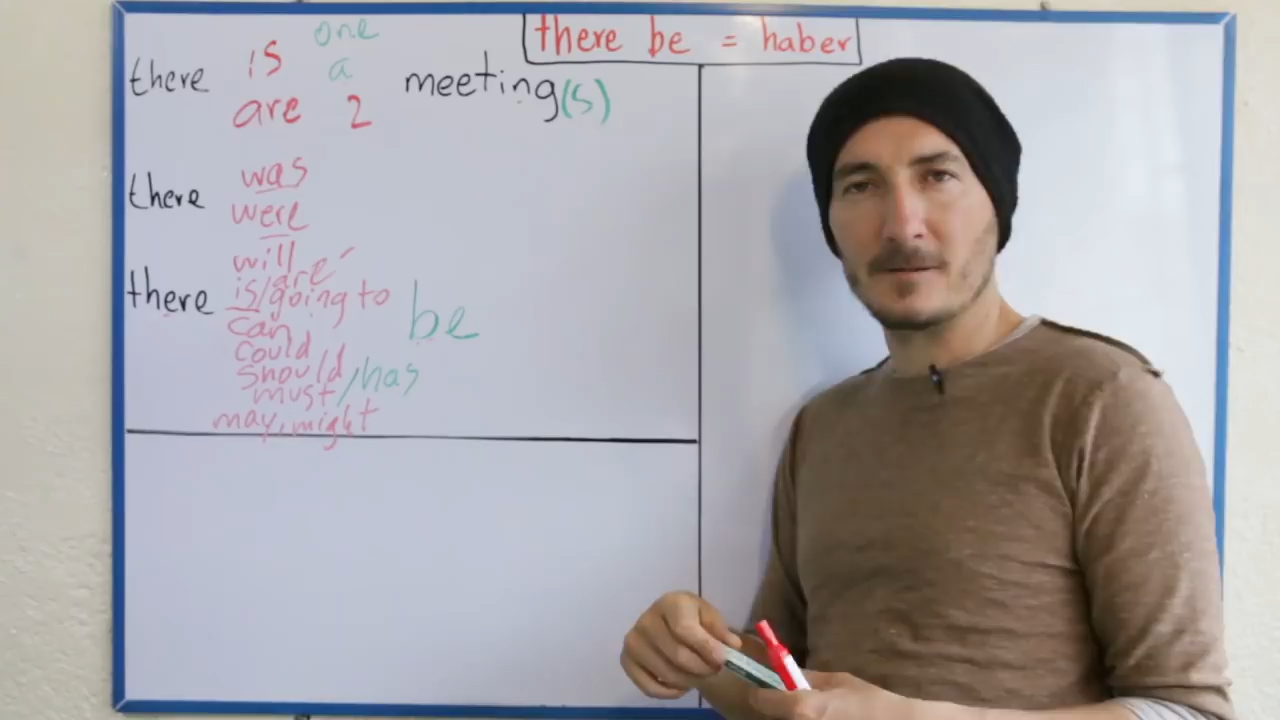 there be = haber
one
there is a meeting(s)
are 2
there was
were
will
are
there is/going to be
can
could
should
must/has
may, might